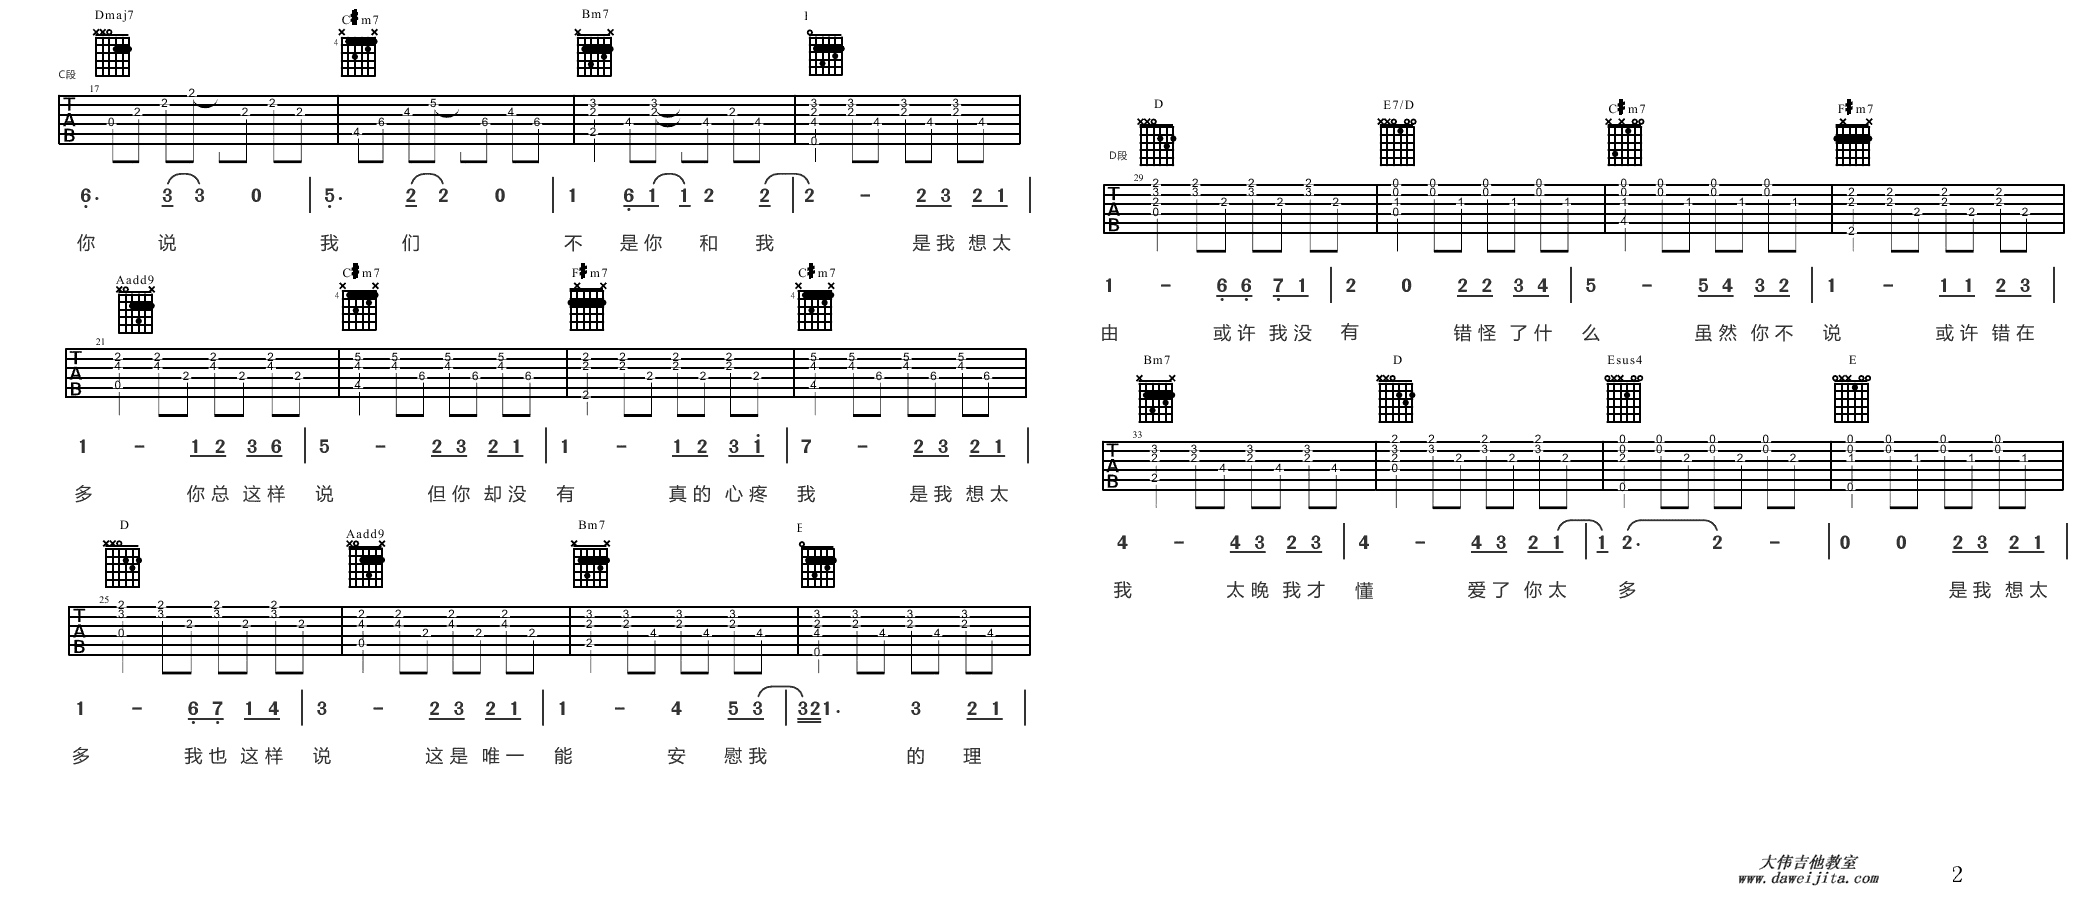 Dmaj7 C#m7 Bm7 E
C段
17
TAB
6. 3 3 0 | 5. 2 2 0 | 1 6 1 1 2 2 | 2 - 2 3 2 1 |
你 说 我 们 不 是你 和 我 是我 想太
Aadd9 C#m7 F#m7 C#m7
21
TAB
1 - 1 2 3 6 | 5 - 2 3 2 1 | 1 - 1 2 3 1 | 7 - 2 3 2 1 |
多 你总 这样 说 但你 却没 有 真的 心疼 我 是我 想太
D Aadd9 Bm7 E
25
TAB
1 - 6 7 1 4 | 3 - 2 3 2 1 | 1 - 4 5 3 | 321. 3 2 1 |
多 我也 这样 说 这是 唯一 能 安 慰我 的 理
D E7/D C#m7 F#m7
D段
29
TAB
1 - 6 6 7 1 | 2 0 2 2 3 4 | 5 - 5 4 3 2 | 1 - 1 1 2 3 |
由 或许 我没 有 错怪 了什 么 虽然 你不 说 或许 错在
Bm7 D Esus4 E
33
TAB
4 - 4 3 2 3 | 4 - 4 3 2 1 | 1 2. 2 - | 0 0 2 3 2 1 |
我 太晚 我才 懂 爱了 你太 多 是我 想太
大伟吉他教室
www.daweijita.com
2